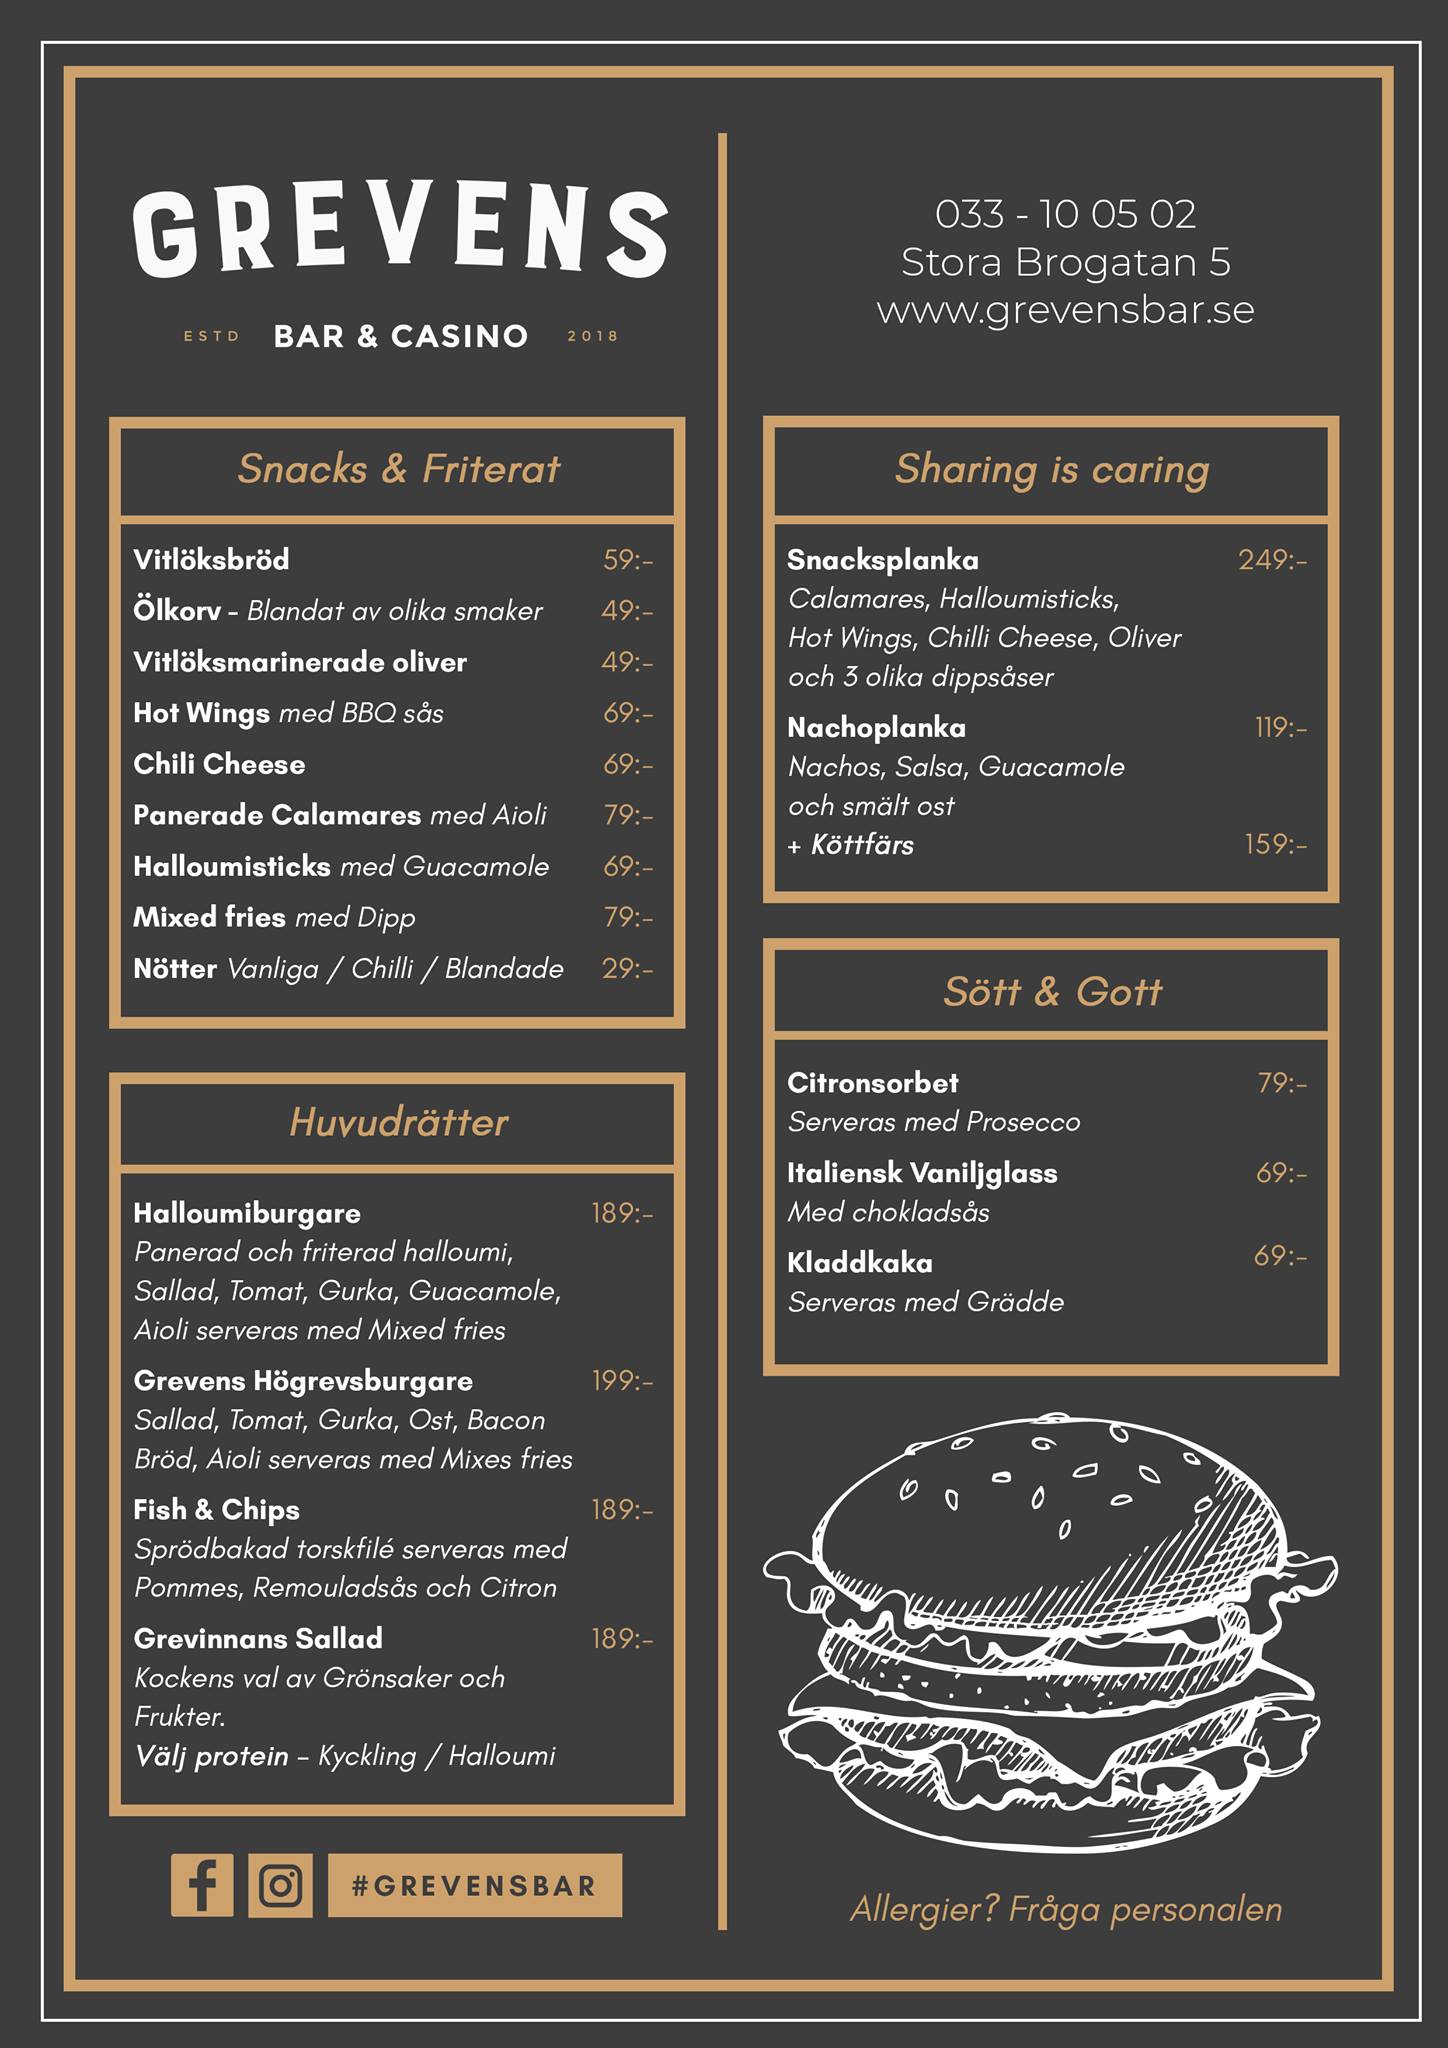 GREVENS
ESTD BAR & CASINO 2018
033 - 10 05 02
Stora Brogatan 5
www.grevensbar.se
Snacks & Friterat
Vitlöksbröd 59:-
Ölkorv - Blandat av olika smaker 49:-
Vitlöksmarinerade oliver 49:-
Hot Wings med BBQ sås 69:-
Chili Cheese 69:-
Panerade Calamares med Aioli 79:-
Halloumisticks med Guacamole 69:-
Mixed fries med Dipp 79:-
Nötter Vanliga / Chilli / Blandade 29:-
Huvudrätter
Halloumiburgare 189:-
Panerad och friterad halloumi,
Sallad, Tomat, Gurka, Guacamole,
Aioli serveras med Mixed fries
Grevens Högrevsburgare 199:-
Sallad, Tomat, Gurka, Ost, Bacon
Bröd, Aioli serveras med Mixes fries
Fish & Chips 189:-
Sprödbakad torskfilé serveras med
Pommes, Remouladsås och Citron
Grevinnans Sallad 189:-
Kockens val av Grönsaker och
Frukter.
Välj protein - Kyckling / Halloumi
#GREVENSBAR
Sharing is caring
Snacksplanka 249:-
Calamares, Halloumisticks,
Hot Wings, Chilli Cheese, Oliver
och 3 olika dippsåser
Nachoplanka 119:-
Nachos, Salsa, Guacamole
och smält ost
+ Köttfärs 159:-
Sött & Gott
Citronsorbet 79:-
Serveras med Prosecco
Italiensk Vaniljglass 69:-
Med chokladsås
Kladdkaka 69:-
Serveras med Grädde
Allergier? Fråga personalen